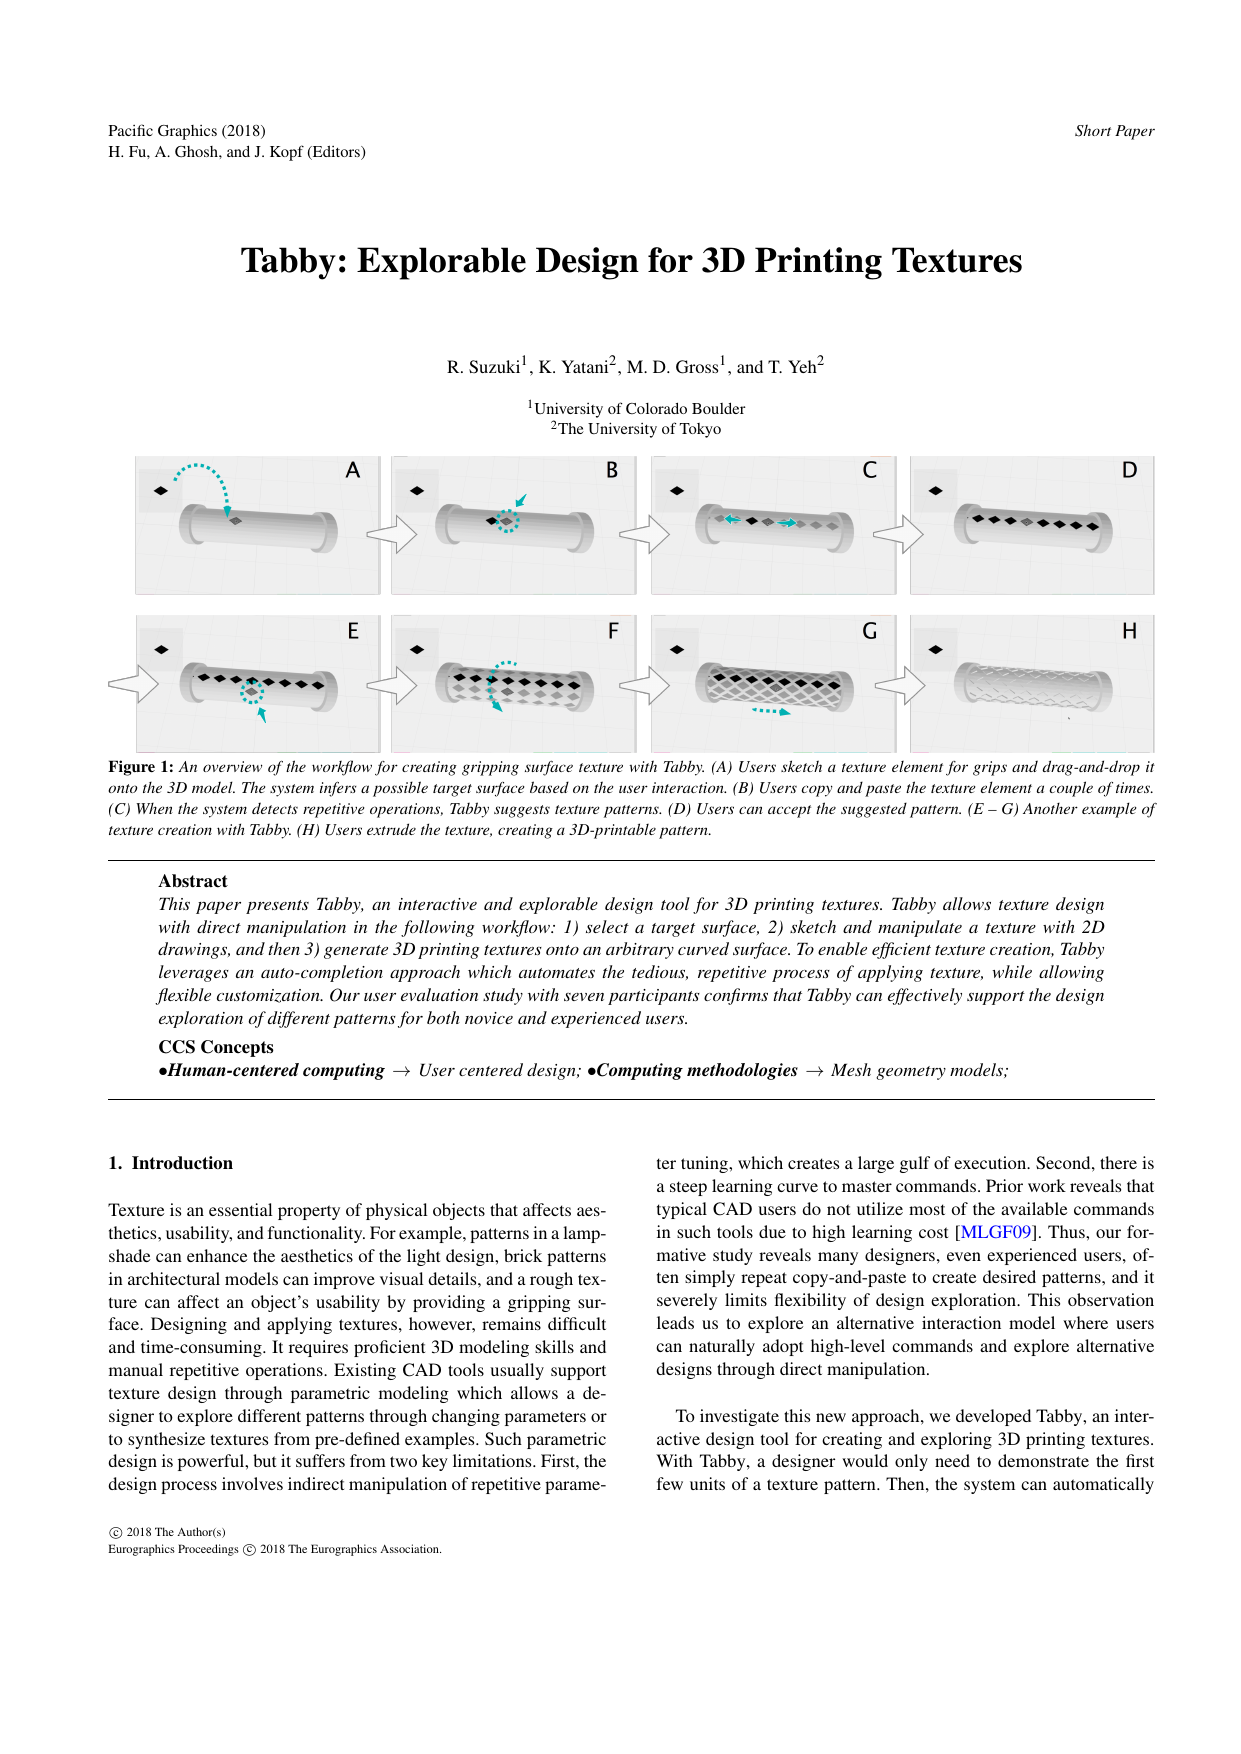 Pacific Graphics (2018)
Short Paper
H. Fu, A. Ghosh, and J. Kopf (Editors)
Tabby: Explorable Design for 3D Printing Textures
R. Suzuki1, K. Yatani2, M. D. Gross1, and T. Yeh2
1University of Colorado Boulder
2The University of Tokyo
A
B
C
D
E
F
G
H
Figure 1: An overview of the workflow for creating gripping surface texture with Tabby. (A) Users sketch a texture element for grips and drag-and-drop it
onto the 3D model. The system infers a possible target surface based on the user interaction. (B) Users copy and paste the texture element a couple of times.
(C) When the system detects repetitive operations, Tabby suggests texture patterns. (D) Users can accept the suggested pattern. (E – G) Another example of
texture creation with Tabby. (H) Users extrude the texture, creating a 3D-printable pattern.
Abstract
This paper presents Tabby, an interactive and explorable design tool for 3D printing textures. Tabby allows texture design
with direct manipulation in the following workflow: 1) select a target surface, 2) sketch and manipulate a texture with 2D
drawings, and then 3) generate 3D printing textures onto an arbitrary curved surface. To enable efficient texture creation, Tabby
leverages an auto-completion approach which automates the tedious, repetitive process of applying texture, while allowing
flexible customization. Our user evaluation study with seven participants confirms that Tabby can effectively support the design
exploration of different patterns for both novice and experienced users.
CCS Concepts
•Human-centered computing → User centered design; •Computing methodologies → Mesh geometry models;
1. Introduction
Texture is an essential property of physical objects that affects aes-
thetics, usability, and functionality. For example, patterns in a lamp-
shade can enhance the aesthetics of the light design, brick patterns
in architectural models can improve visual details, and a rough tex-
ture can affect an object's usability by providing a gripping sur-
face. Designing and applying textures, however, remains difficult
and time-consuming. It requires proficient 3D modeling skills and
manual repetitive operations. Existing CAD tools usually support
texture design through parametric modeling which allows a de-
signer to explore different patterns through changing parameters or
to synthesize textures from pre-defined examples. Such parametric
design is powerful, but it suffers from two key limitations. First, the
design process involves indirect manipulation of repetitive parame-
ter tuning, which creates a large gulf of execution. Second, there is
a steep learning curve to master commands. Prior work reveals that
typical CAD users do not utilize most of the available commands
in such tools due to high learning cost [MLGF09]. Thus, our for-
mative study reveals many designers, even experienced users, of-
ten simply repeat copy-and-paste to create desired patterns, and it
severely limits flexibility of design exploration. This observation
leads us to explore an alternative interaction model where users
can naturally adopt high-level commands and explore alternative
designs through direct manipulation.
To investigate this new approach, we developed Tabby, an inter-
active design tool for creating and exploring 3D printing textures.
With Tabby, a designer would only need to demonstrate the first
few units of a texture pattern. Then, the system can automatically
© 2018 The Author(s)
Eurographics Proceedings © 2018 The Eurographics Association.